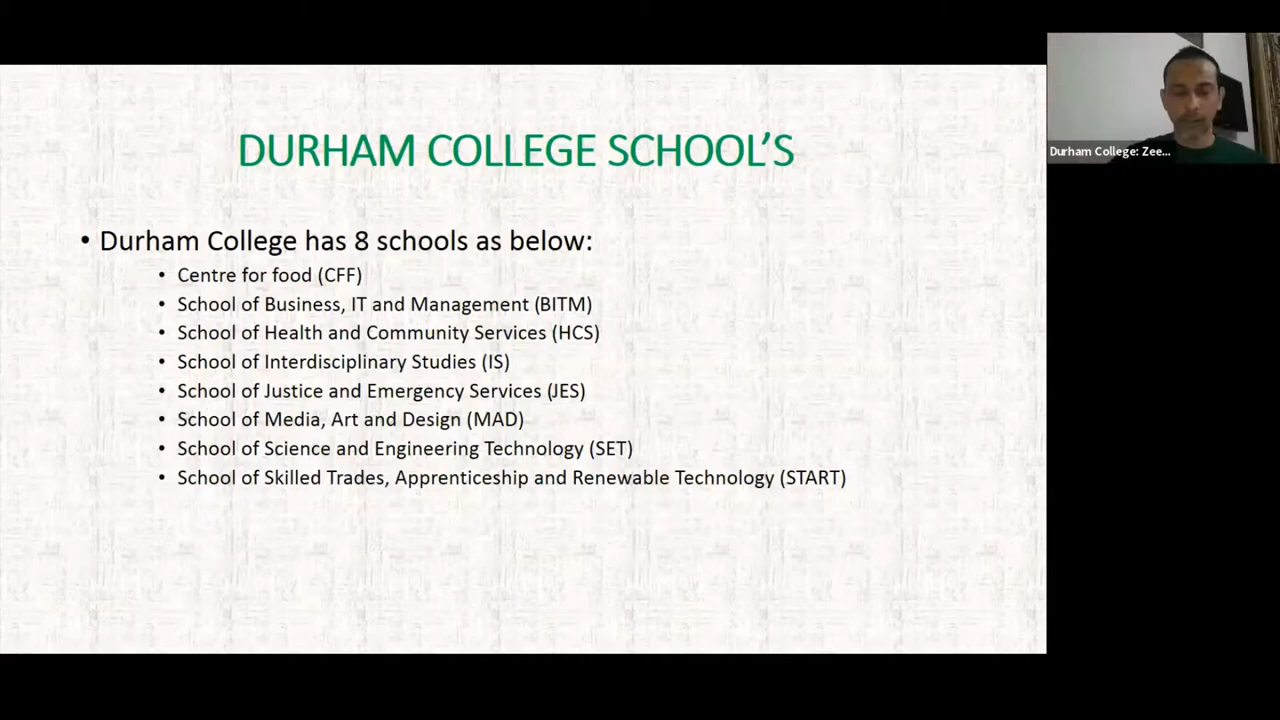 DURHAM COLLEGE SCHOOL'S
• Durham College has 8 schools as below:
• Centre for food (CFF)
• School of Business, IT and Management (BITM)
• School of Health and Community Services (HCS)
• School of Interdisciplinary Studies (IS)
• School of Justice and Emergency Services (JES)
• School of Media, Art and Design (MAD)
• School of Science and Engineering Technology (SET)
• School of Skilled Trades, Apprenticeship and Renewable Technology (START)
Durham College: Zee...